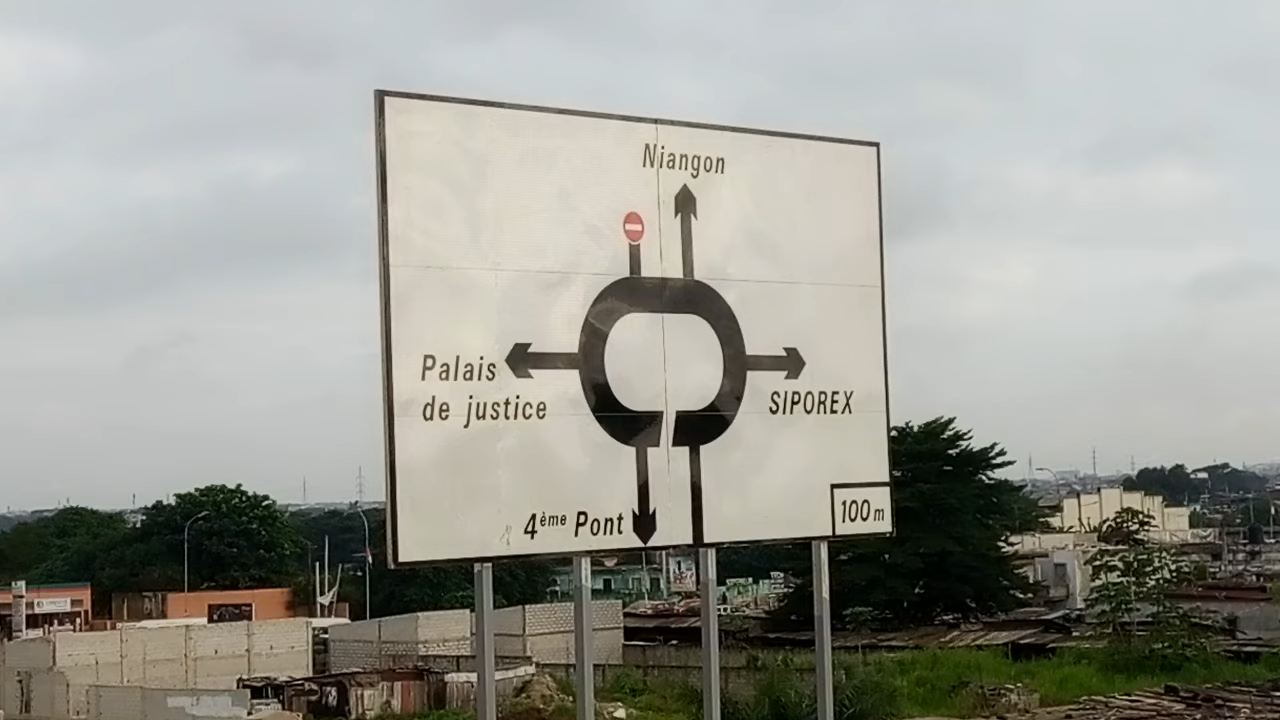 Niangon
Palais
de justice
SIPOREX
4ème Pont
100 m